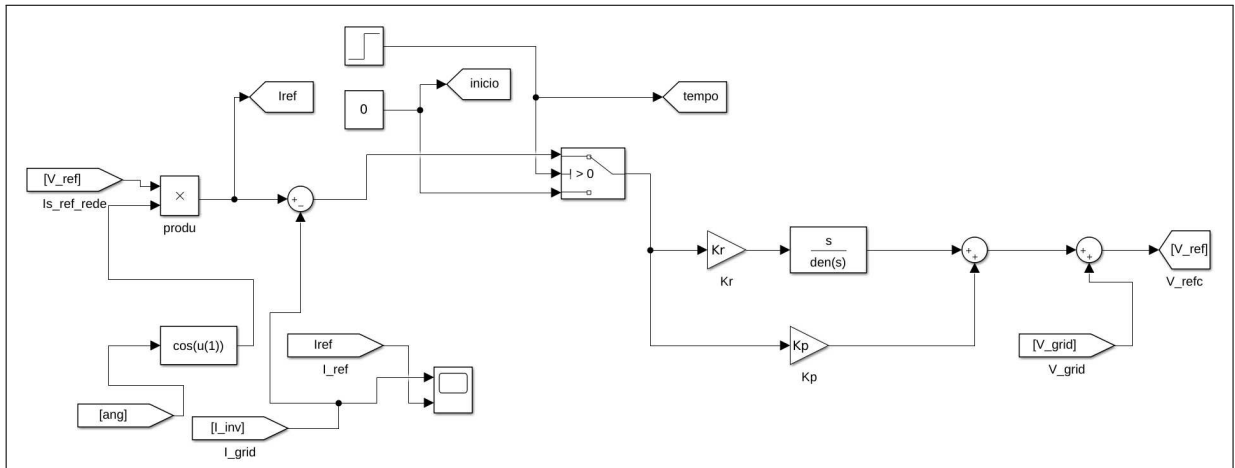 Iref
inicio
0
tempo
[V_ref]
Is_ref_rede
×
produ
+
−
> 0
Kr
Kr
s
den(s)
+
+
+
+
[V_ref]
V_refc
cos(u(1))
Iref
I_ref
Kp
Kp
[V_grid]
V_grid
[ang]
[I_inv]
I_grid